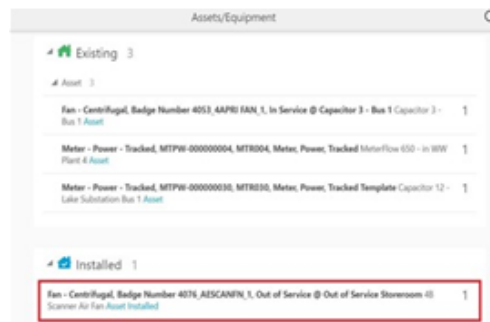 Assets/Equipment
Existing 3
Asset 3
Fan - Centrifugal, Badge Number 4053_4APRI FAN_1, In Service @ Capacitor 3 - Bus 1 Capacitor 3 - 1
Bus 1 Asset
Meter - Power - Tracked, MTPW-000000004, MTR004, Meter, Power, Tracked MeterFlow 650 - in WW 1
Plant 4 Asset
Meter - Power - Tracked, MTPW-000000030, MTR030, Meter, Power, Tracked Template Capacitor 12 - 1
Lake Substation Bus 1 Asset
Installed 1
Fan - Centrifugal, Badge Number 4076_AESCANFN_1, Out of Service @ Out of Service Storeroom 4B 1
Scanner Air Fan Asset Installed